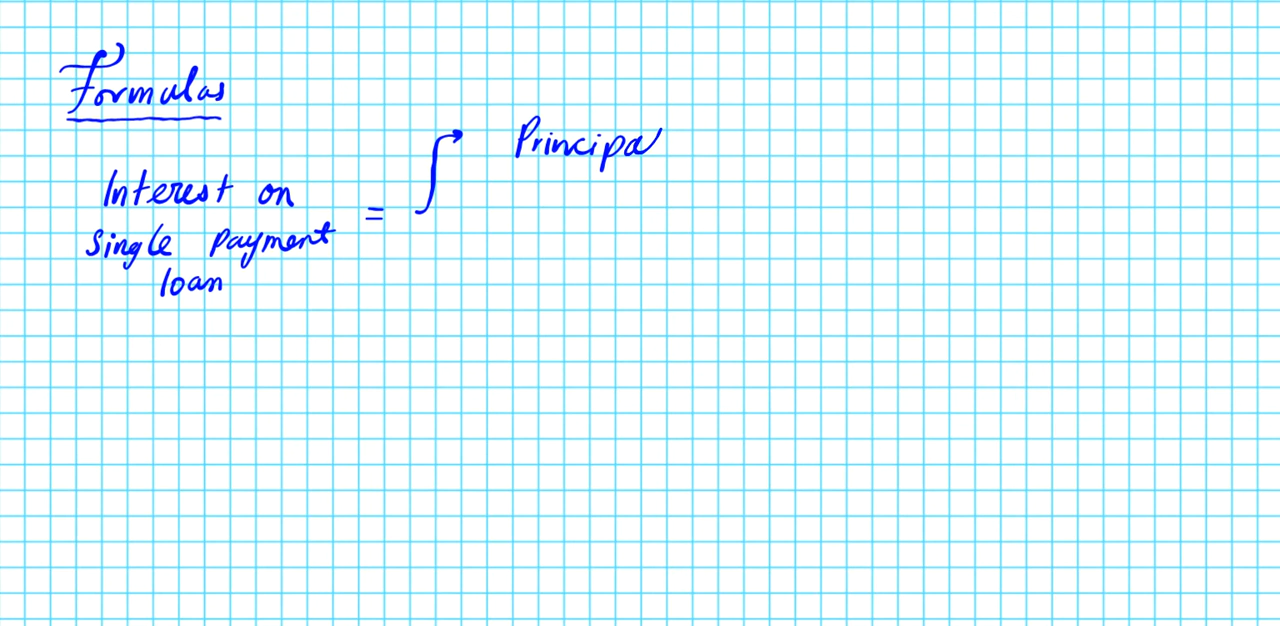 Formulas
Principa
Interest on
=
single payment
loan